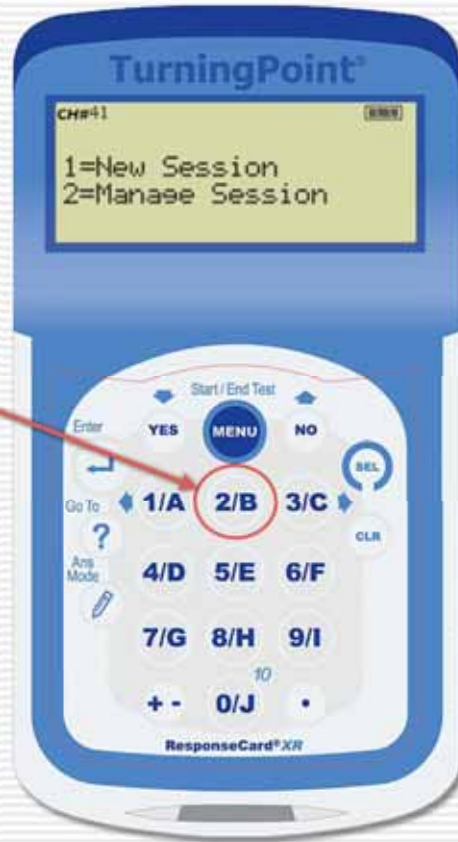 TurningPoint®
CH#41
1=New Session
2=Manage Session
Start / End Test
Enter
YES
MENU
NO
SEL
Go To
1/A
2/B
3/C
?
CLR
Ans
Mode
4/D
5/E
6/F
7/G
8/H
9/I
10
+ -
0/J
•
ResponseCard® XR